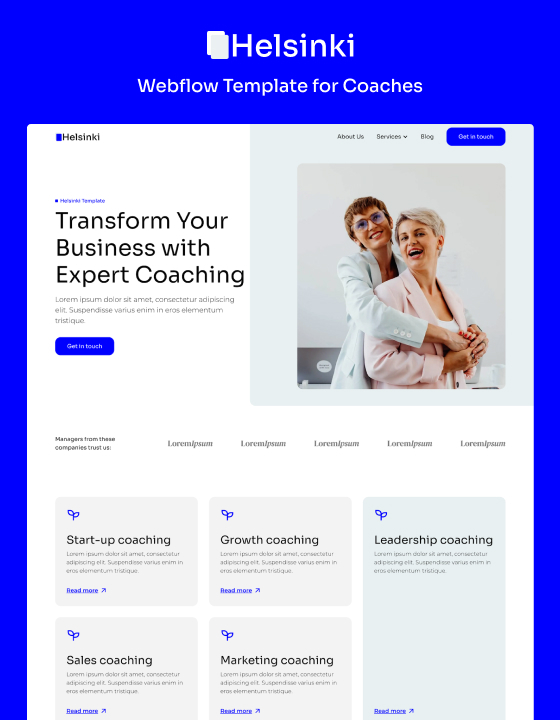 Helsinki
Webflow Template for Coaches
Helsinki
About Us
Services
Blog
Get in touch
Helsinki Template
Transform Your
Business with
Expert Coaching
Lorem ipsum dolor sit amet, consectetur adipiscing
elit. Suspendisse varius enim in eros elementum
tristique.
Get in touch
Managers from these
companies trust us:
LoremIpsum
LoremIpsum
LoremIpsum
LoremIpsum
LoremIpsum
Start-up coaching
Lorem ipsum dolor sit amet, consectetur
adipiscing elit. Suspendisse varius enim in
eros elementum tristique.
Read more
Growth coaching
Lorem ipsum dolor sit amet, consectetur
adipiscing elit. Suspendisse varius enim in
eros elementum tristique.
Read more
Leadership coaching
Lorem ipsum dolor sit amet, consectetur
adipiscing elit. Suspendisse varius enim in
eros elementum tristique.
Read more
Sales coaching
Lorem ipsum dolor sit amet, consectetur
adipiscing elit. Suspendisse varius enim in
eros elementum tristique.
Read more
Marketing coaching
Lorem ipsum dolor sit amet, consectetur
adipiscing elit. Suspendisse varius enim in
eros elementum tristique.
Read more